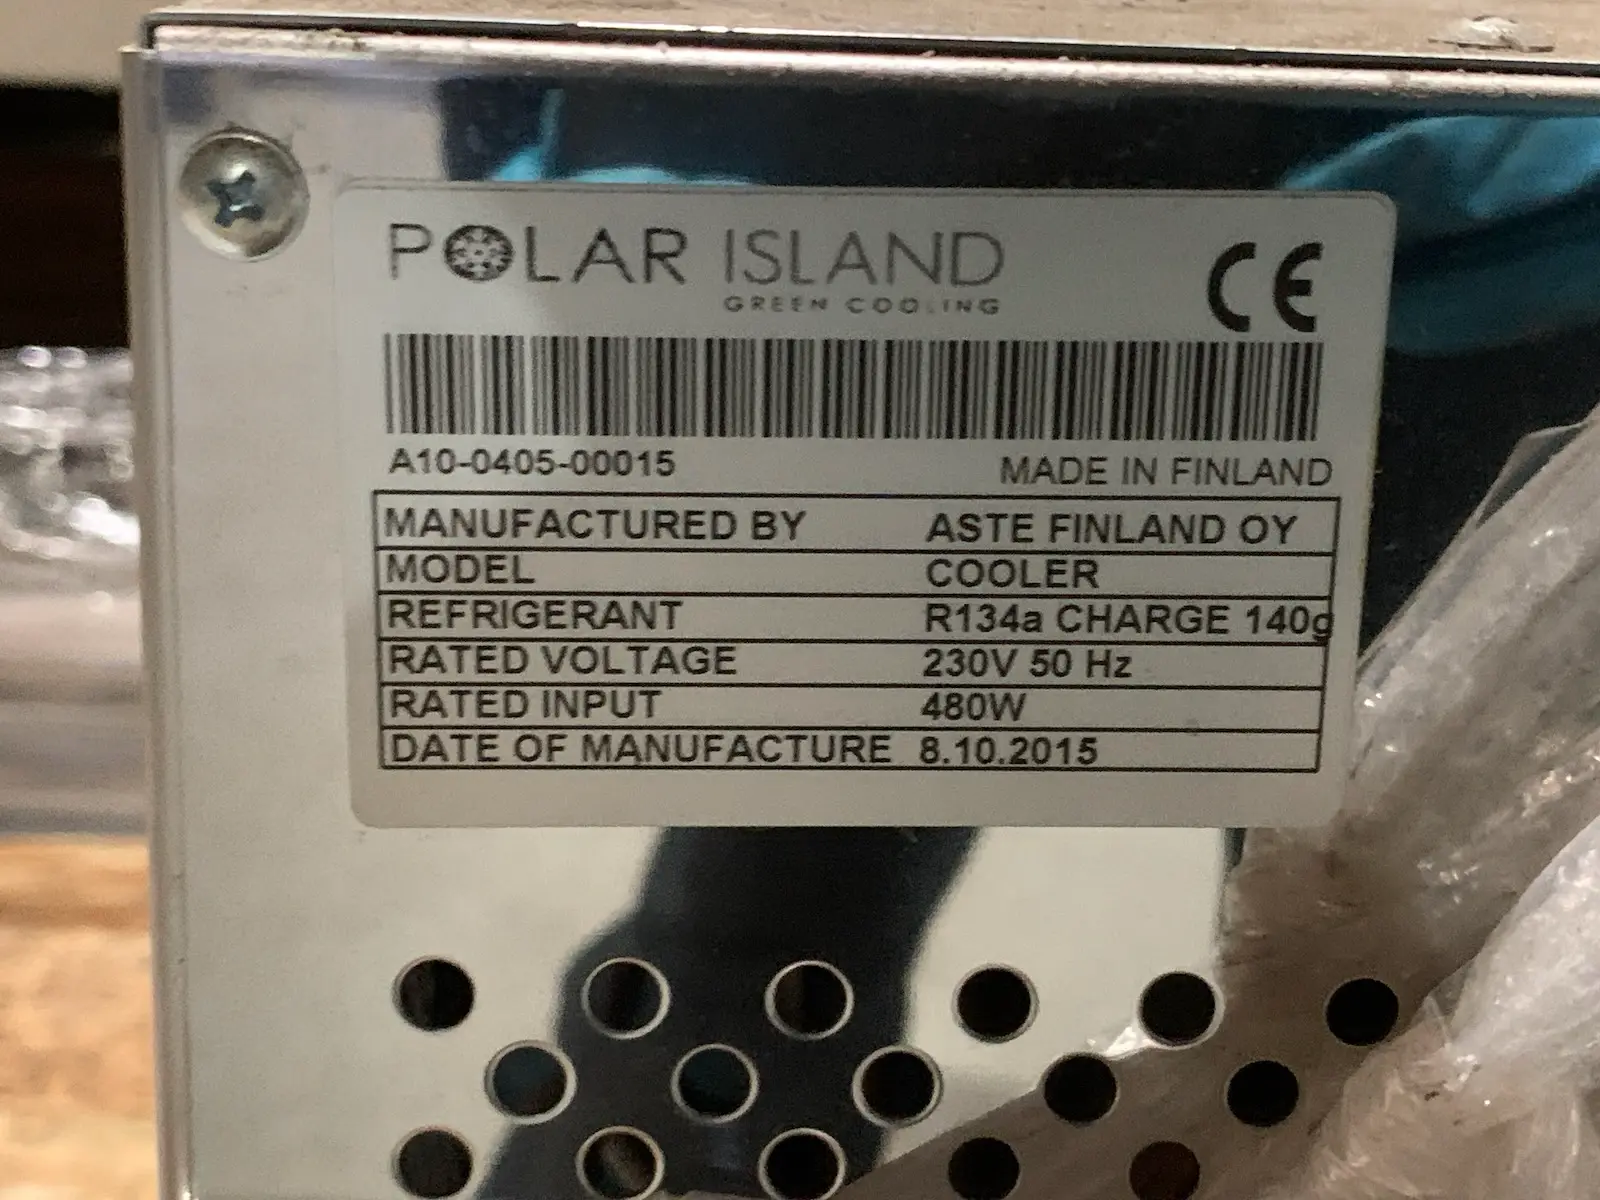 POLAR ISLAND
GREEN COOLING
CE
A10-0405-00015
MADE IN FINLAND
MANUFACTURED BY ASTE FINLAND OY
MODEL COOLER
REFRIGERANT R134a CHARGE 140g
RATED VOLTAGE 230V 50 Hz
RATED INPUT 480W
DATE OF MANUFACTURE 8.10.2015